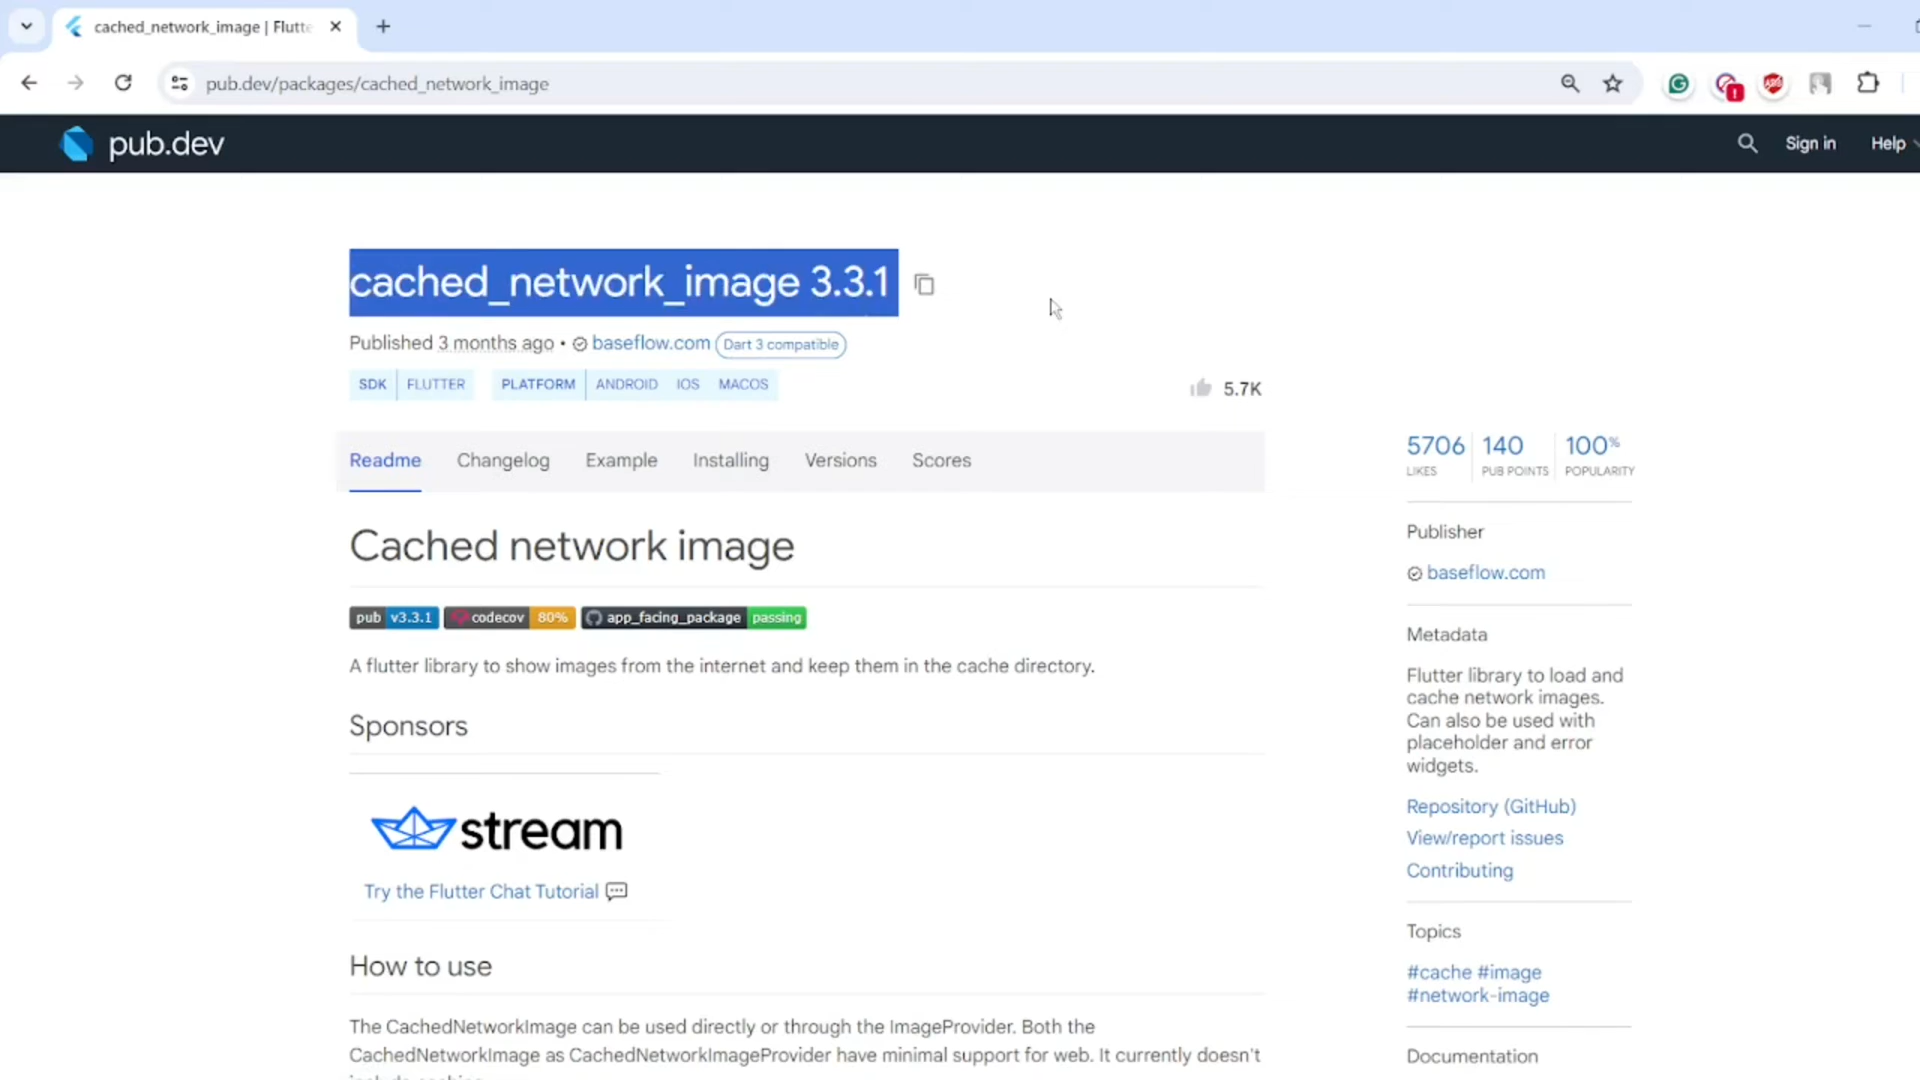 cached_network_image | Flutte
pub.dev/packages/cached_network_image
pub.dev
Sign in
Help
cached_network_image 3.3.1
Published 3 months ago • baseflow.com Dart 3 compatible
SDK FLUTTER PLATFORM ANDROID IOS MACOS
5.7K
Readme Changelog Example Installing Versions Scores
Cached network image
pub v3.3.1 codecov 80% app_facing_package passing
A flutter library to show images from the internet and keep them in the cache directory.
Sponsors
stream
Try the Flutter Chat Tutorial
How to use
The CachedNetworkImage can be used directly or through the ImageProvider. Both the
CachedNetworkImage as CachedNetworkImageProvider have minimal support for web. It currently doesn't
5706 140 100%
LIKES PUB POINTS POPULARITY
Publisher
baseflow.com
Metadata
Flutter library to load and
cache network images.
Can also be used with
placeholder and error
widgets.
Repository (GitHub)
View/report issues
Contributing
Topics
#cache #image
#network-image
Documentation